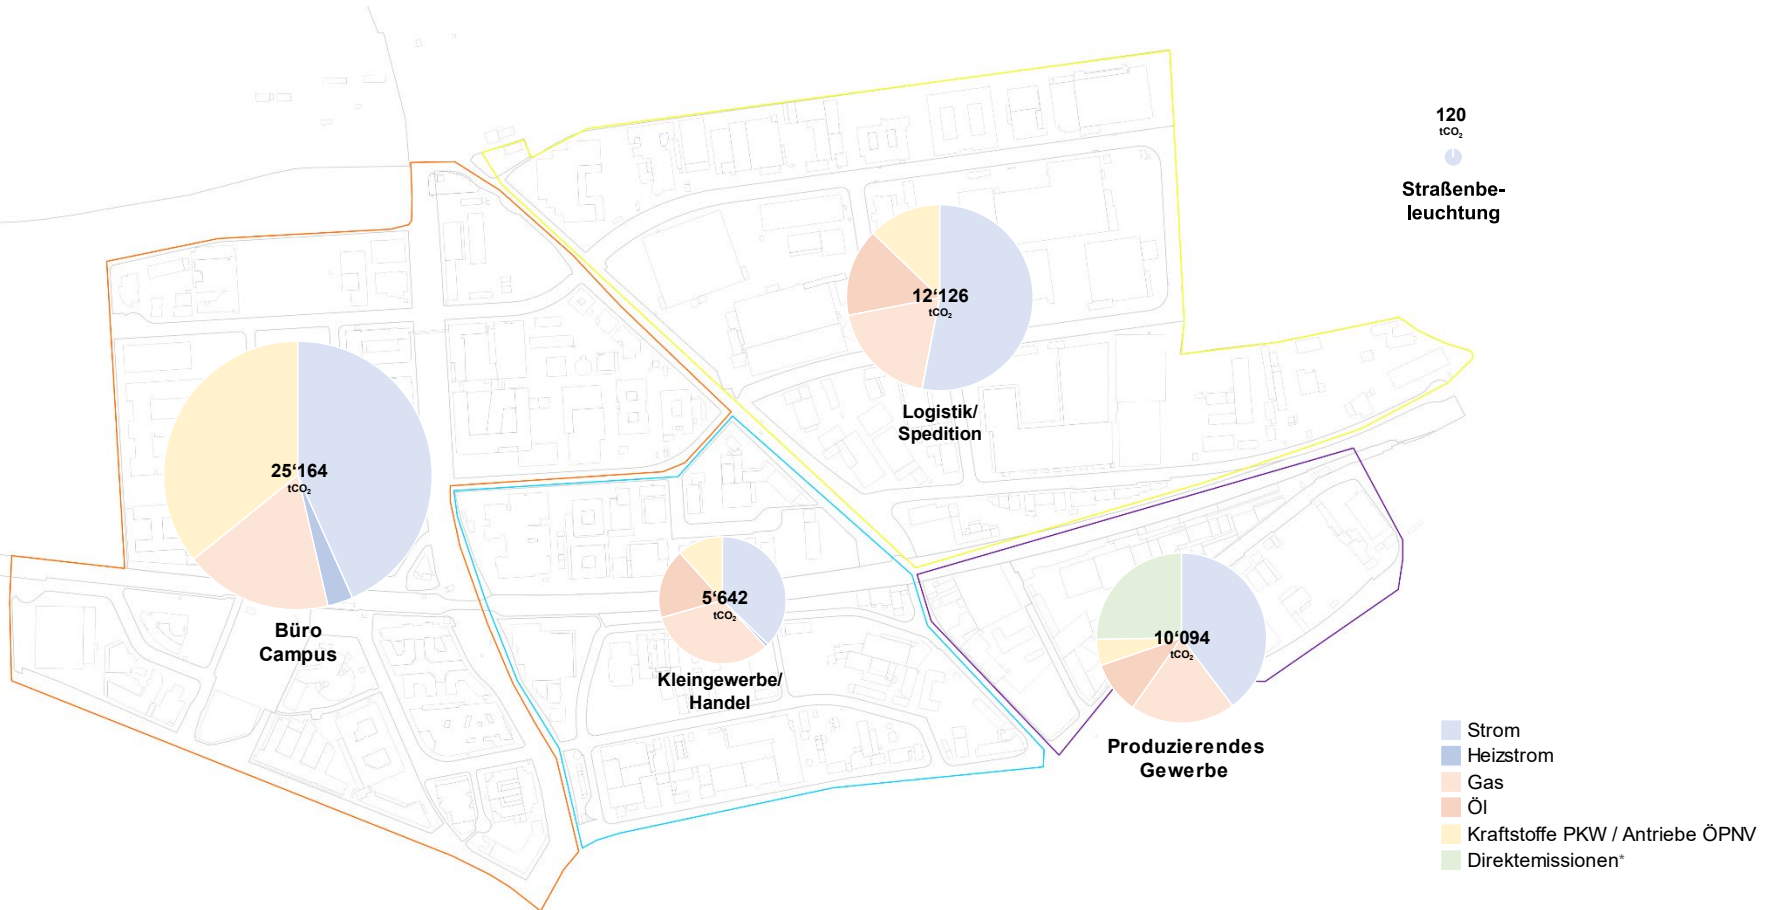 120
tCO₂
Straßenbe-
leuchtung
12‘126
tCO₂
Logistik/
Spedition
25‘164
tCO₂
Büro
Campus
5‘642
tCO₂
Kleingewerbe/
Handel
10‘094
tCO₂
Produzierendes
Gewerbe
Strom
Heizstrom
Gas
Öl
Kraftstoffe PKW / Antriebe ÖPNV
Direktemissionen*